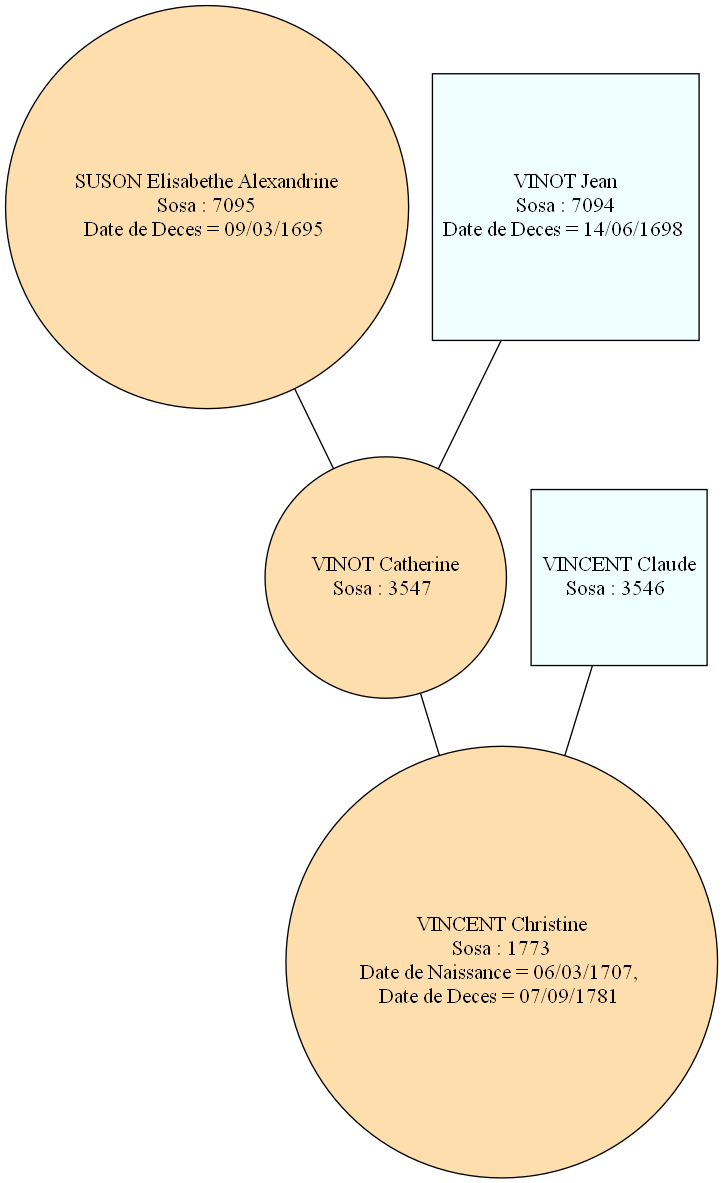 SUSON Elisabethe Alexandrine
Sosa : 7095
Date de Deces = 09/03/1695
VINOT Jean
Sosa : 7094
Date de Deces = 14/06/1698
VINOT Catherine
Sosa : 3547
VINCENT Claude
Sosa : 3546
VINCENT Christine
Sosa : 1773
Date de Naissance = 06/03/1707,
Date de Deces = 07/09/1781